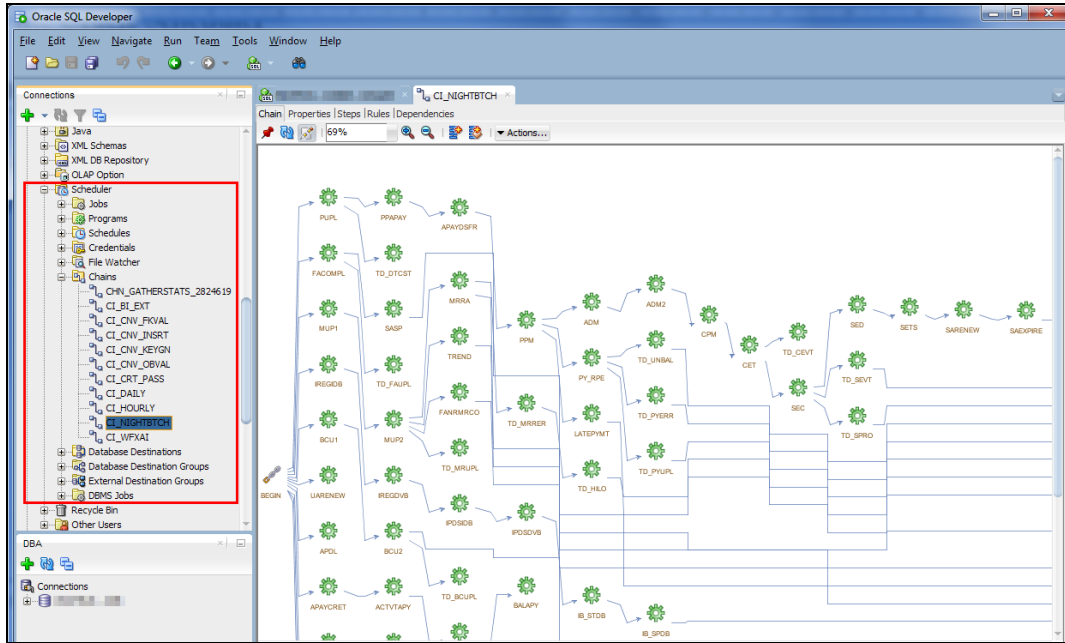 Oracle SQL Developer
File Edit View Navigate Run Team Tools Window Help
Connections
Java
XML Schemas
XML DB Repository
OLAP Option
Scheduler
Jobs
Programs
Schedules
Credentials
File Watcher
Chains
CHN_GATHERSTATS_2824619
CI_BI_EXT
CI_CNV_FKVAL
CI_CNV_INSRT
CI_CNV_KEYGN
CI_CNV_OBVAL
CI_CRT_PASS
CI_DAILY
CI_HOURLY
CI_NIGHTBTCH
CI_WFXAI
Database Destinations
Database Destination Groups
External Destination Groups
DBMS Jobs
Recycle Bin
Other Users
DBA
Connections
CI_NIGHTBTCH
Chain Properties Steps Rules Dependencies
69% Actions...
PUPL PPAPAY APAYDSFR
FACOMPL TD_DTCST
MRRA ADM ADM2
MUP1 SASP PPM CPM SED SETS SARENEW SAEXPIRE
TREND TD_UNBAL CET TD_CEVT
IREGIDB TD_FAUPL PY_RPE TD_SEVT
FANRMRCO TD_MRRER TD_PYERR SEC
BCU1 MUP2 LATEPYMT TD_SPRO
TD_MRUPL TD_PYUPL
BEGIN UARENEW IREGDVB TD_HILO
IPDSIDB IPDSDVB
APDL BCU2
TD_BCUPL BALAPY
APAYCRET ACTVTAPY IB_STDB
IB_SPDB